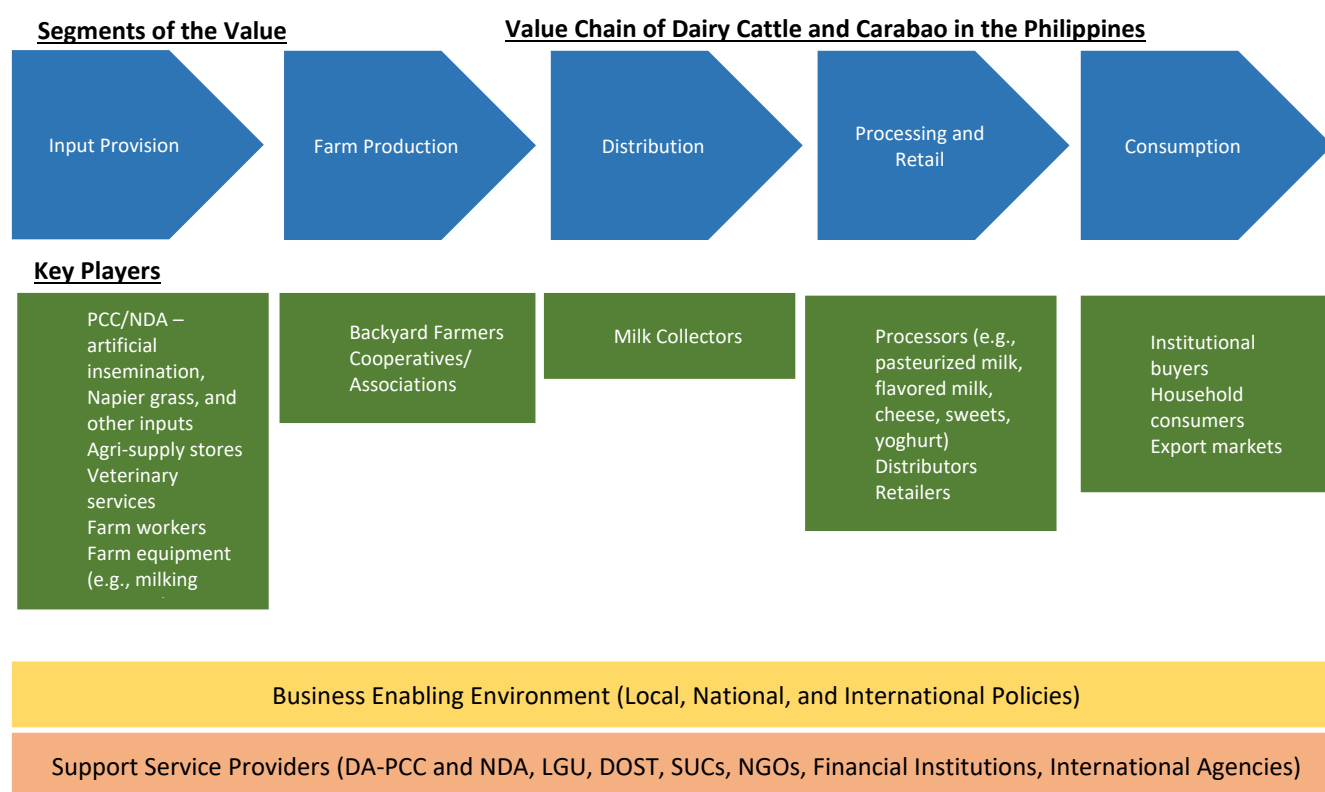 Segments of the Value
Value Chain of Dairy Cattle and Carabao in the Philippines
Input Provision
Farm Production
Distribution
Processing and
Retail
Consumption
Key Players
PCC/NDA –
artificial
insemination,
Napier grass, and
other inputs
Agri-supply stores
Veterinary
services
Farm workers
Farm equipment
(e.g., milking
Backyard Farmers
Cooperatives/
Associations
Milk Collectors
Processors (e.g.,
pasteurized milk,
flavored milk,
cheese, sweets,
yoghurt)
Distributors
Retailers
Institutional
buyers
Household
consumers
Export markets
Business Enabling Environment (Local, National, and International Policies)
Support Service Providers (DA-PCC and NDA, LGU, DOST, SUCs, NGOs, Financial Institutions, International Agencies)